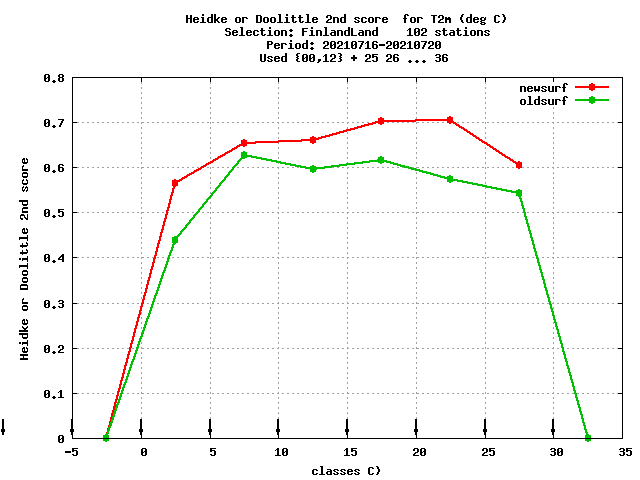 Heidke or Doolittle 2nd score  for T2m (deg C)
Selection: FinlandLand    102 stations
Period: 20210716-20210720
Used {00,12} + 25 26 ... 36
newsurf
oldsurf
Heidke or Doolittle 2nd score
0.8
0.7
0.6
0.5
0.4
0.3
0.2
0.1
0
-5 0 5 10 15 20 25 30 35
classes C)